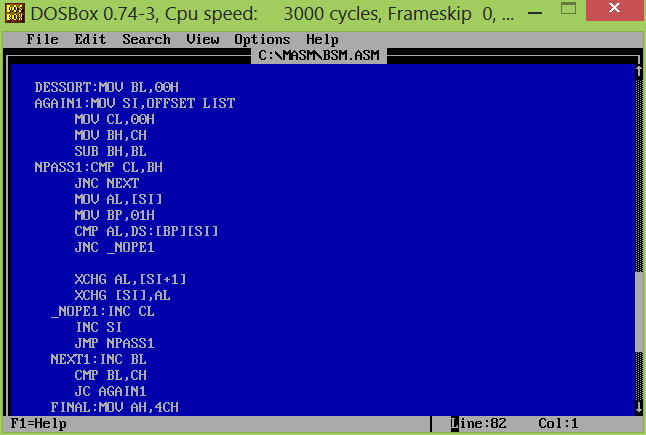 DOSBox 0.74-3, Cpu speed: 3000 cycles, Frameskip 0, ...
File Edit Search View Options Help
C:\MASM\BSM.ASM
DESSORT:MOV BL,00H
AGAIN1:MOV SI,OFFSET LIST
MOV CL,00H
MOV BH,CH
SUB BH,BL
NPASS1:CMP CL,BH
JNC NEXT
MOV AL,[SI]
MOV BP,01H
CMP AL,DS:[BP][SI]
JNC _NOPE1
XCHG AL,[SI+1]
XCHG [SI],AL
_NOPE1:INC CL
INC SI
JMP NPASS1
NEXT1:INC BL
CMP BL,CH
JC AGAIN1
FINAL:MOV AH,4CH
F1=Help Line:82 Col:1